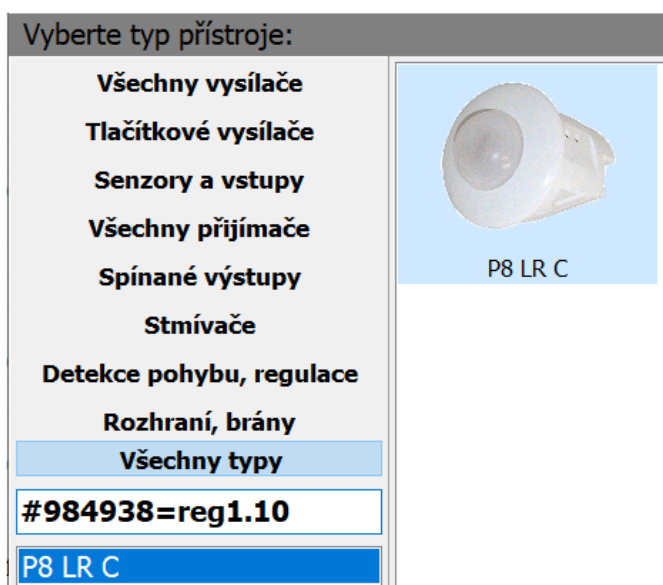 Vyberte typ přístroje:
Všechny vysílače
Tlačítkové vysílače
Senzory a vstupy
Všechny přijímače
Spínané výstupy
Stmívače
Detekce pohybu, regulace
Rozhraní, brány
Všechny typy
#984938=reg1.10
P8 LR C
P8 LR C